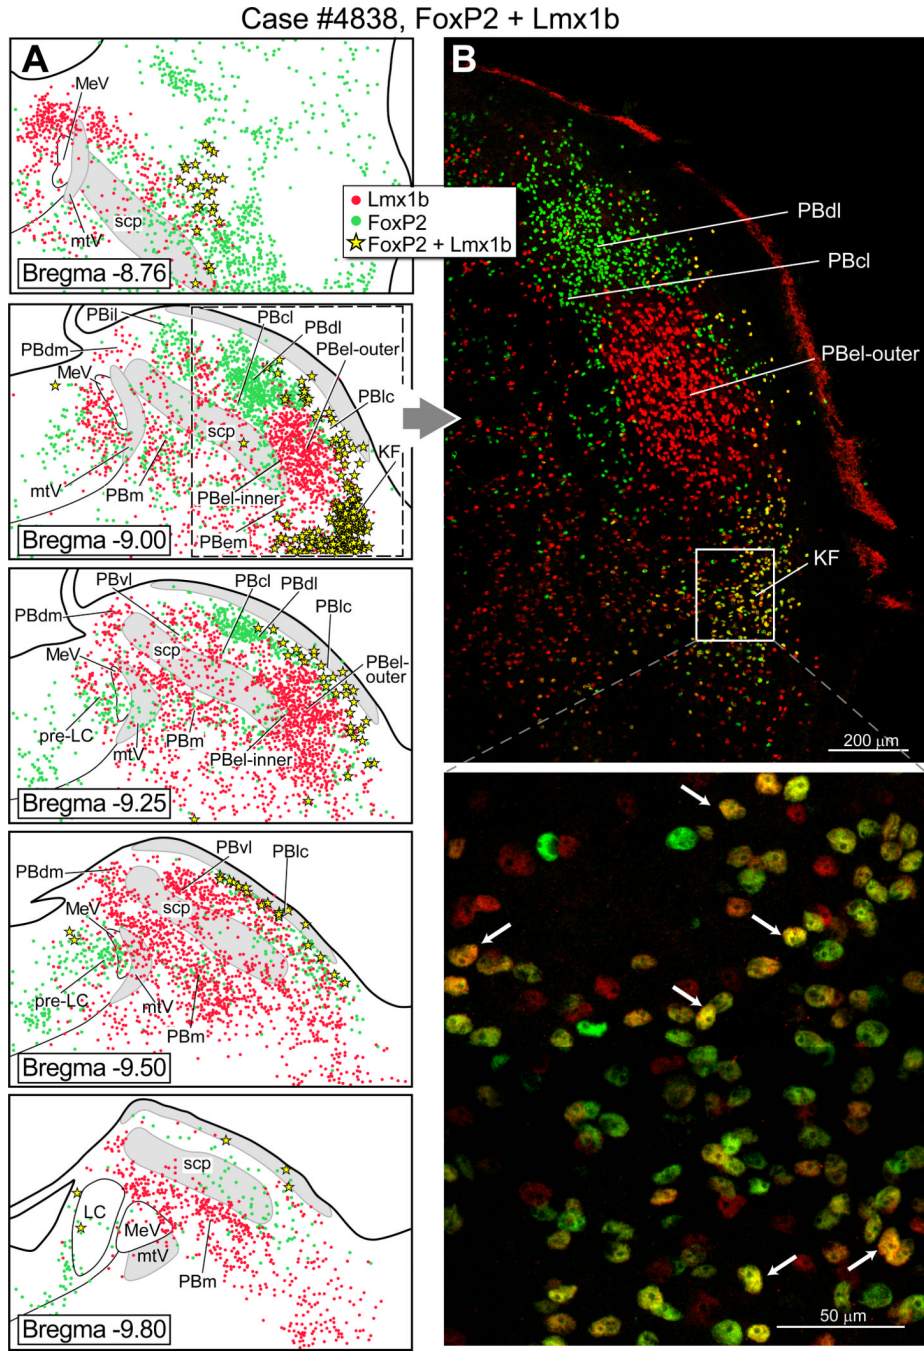 Case #4838, FoxP2 + Lmx1b
A
MeV
scp
mtV
Bregma -8.76
Lmx1b
FoxP2
FoxP2 + Lmx1b
PBil
PBcl
PBdl
PBdm
PBel-outer
MeV
PBlc
scp
KF
mtV
PBm
PBel-inner
PBem
Bregma -9.00
PBvl
PBcl
PBdl
PBdm
PBlc
scp
MeV
PBel-
outer
pre-LC
mtV
PBm
PBel-inner
Bregma -9.25
PBvl
PBdm
PBlc
MeV
scp
pre-LC
mtV
PBm
Bregma -9.50
scp
LC
MeV
mtV
PBm
Bregma -9.80
B
PBdl
PBcl
PBel-outer
KF
200 μm
50 μm